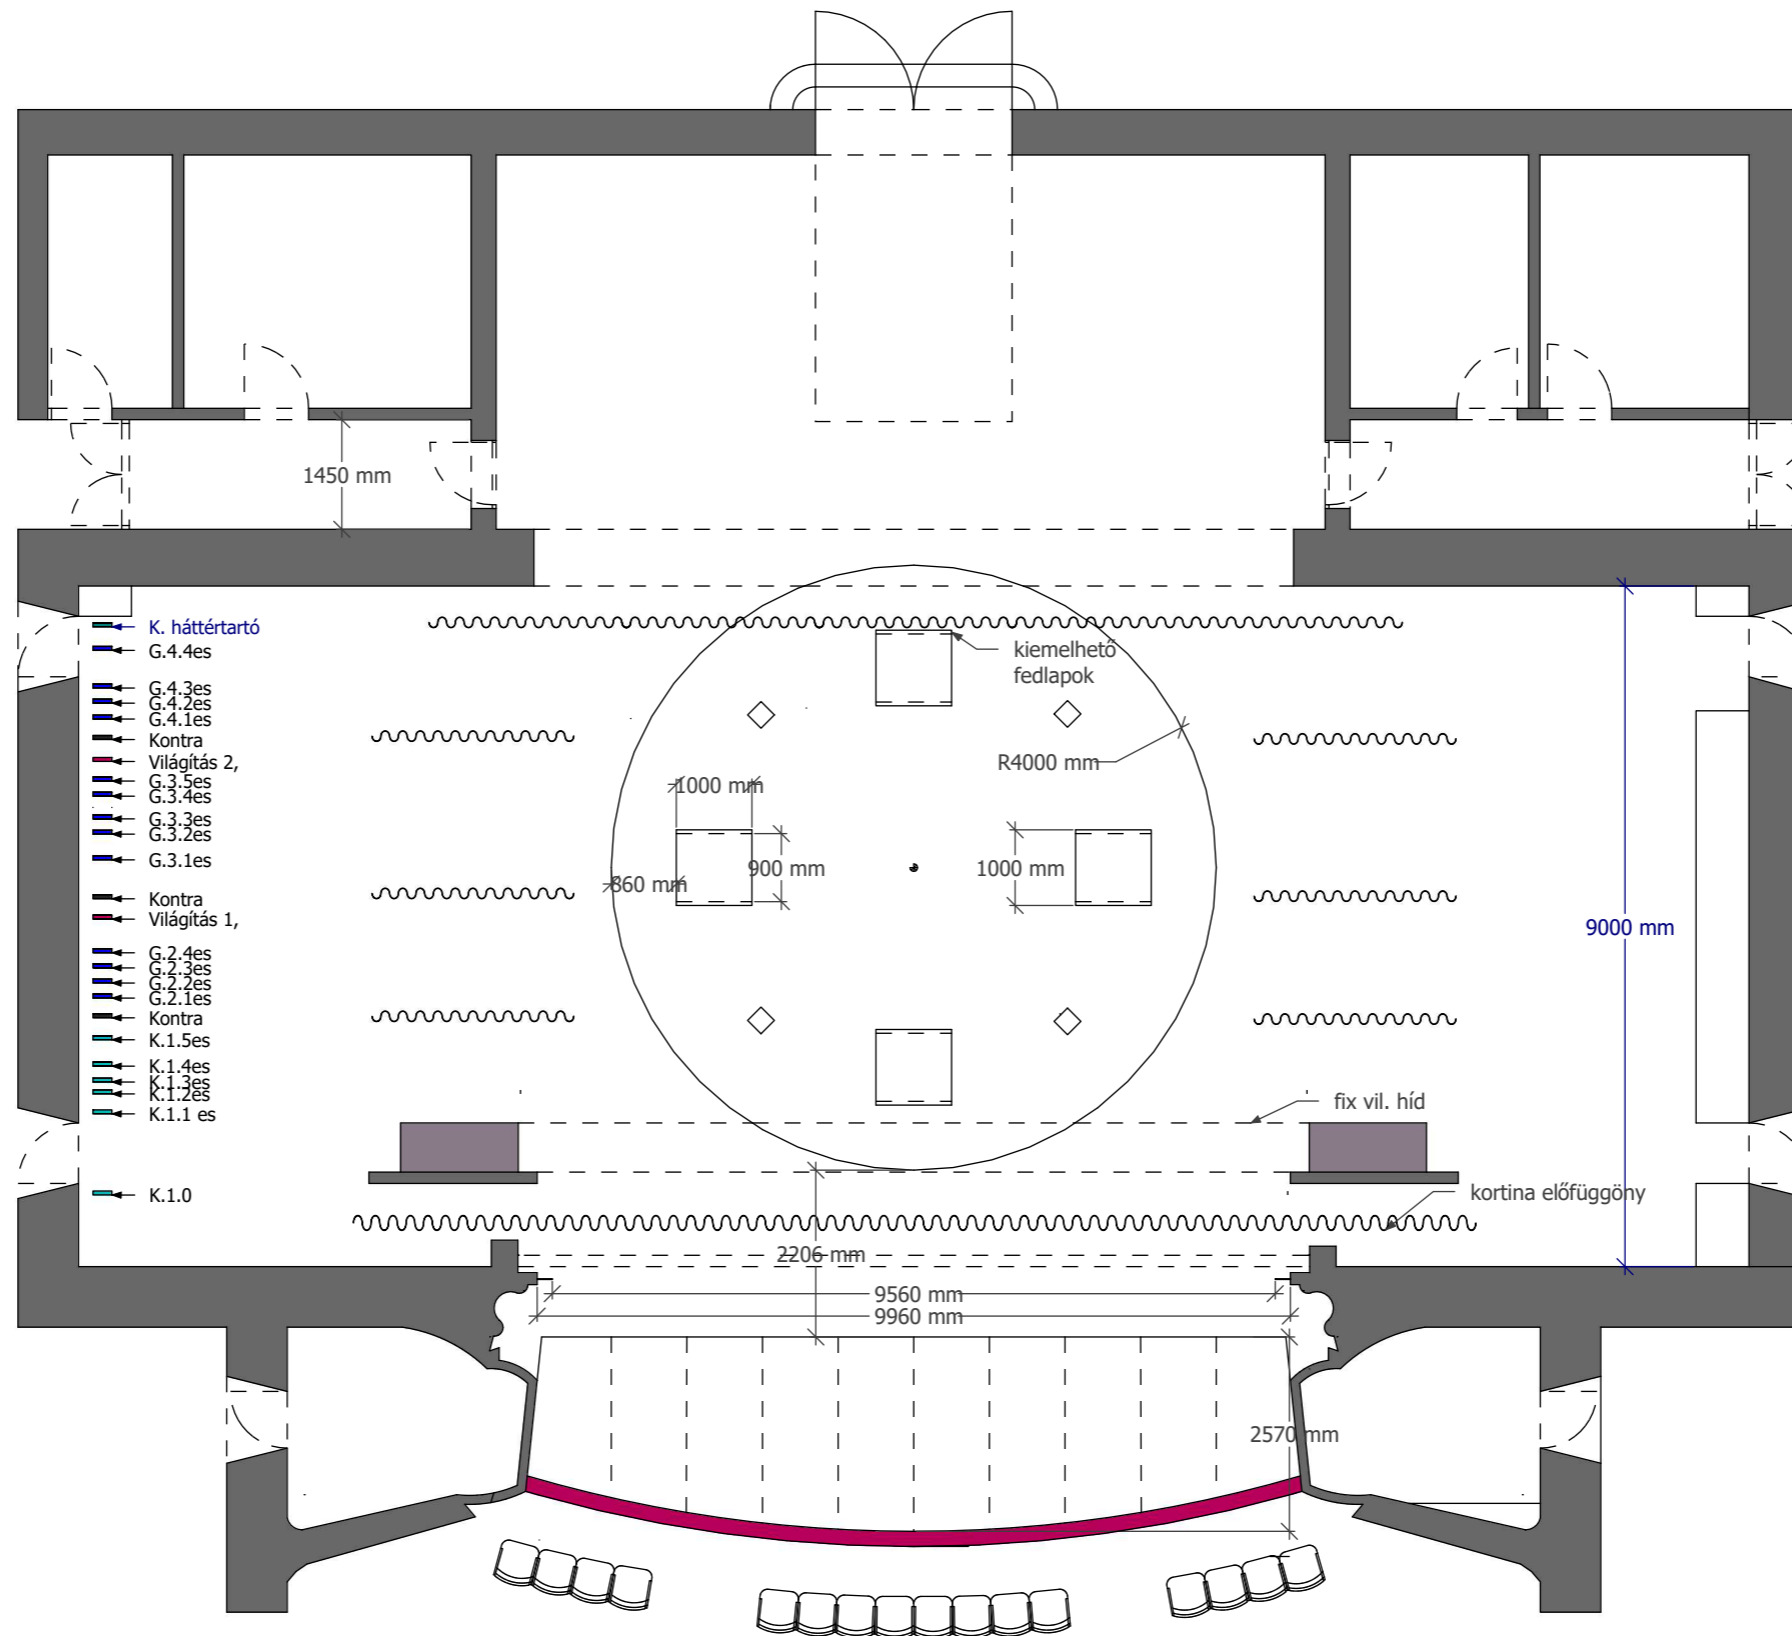 1450 mm
K. háttértartó
G.4.4es
G.4.3es
G.4.2es
G.4.1es
Kontra
Világítás 2,
G.3.5es
G.3.4es
G.3.3es
G.3.2es
G.3.1es
Kontra
Világítás 1,
G.2.4es
G.2.3es
G.2.2es
G.2.1es
Kontra
K.1.5es
K.1.4es
K.1.3es
K.1.2es
K.1.1 es
K.1.0
kiemelhető
fedlapok
R4000 mm
1000 mm
900 mm
860 mm
1000 mm
9000 mm
fix vil. híd
kortina előfüggöny
2206 mm
9560 mm
9960 mm
2570 mm